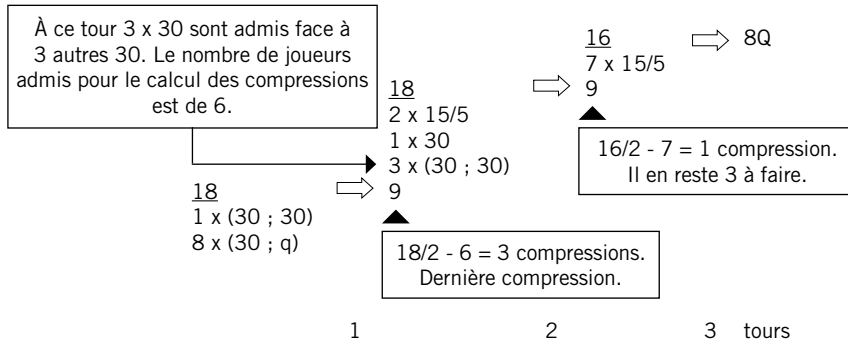 À ce tour 3 x 30 sont admis face à
3 autres 30. Le nombre de joueurs
admis pour le calcul des compressions
est de 6.
18
1 x (30 ; 30)
8 x (30 ; q)
18
2 x 15/5
1 x 30
3 x (30 ; 30)
9
18/2 - 6 = 3 compressions.
Dernière compression.
16
7 x 15/5
9
16/2 - 7 = 1 compression.
Il en reste 3 à faire.
8Q
1 2 3 tours